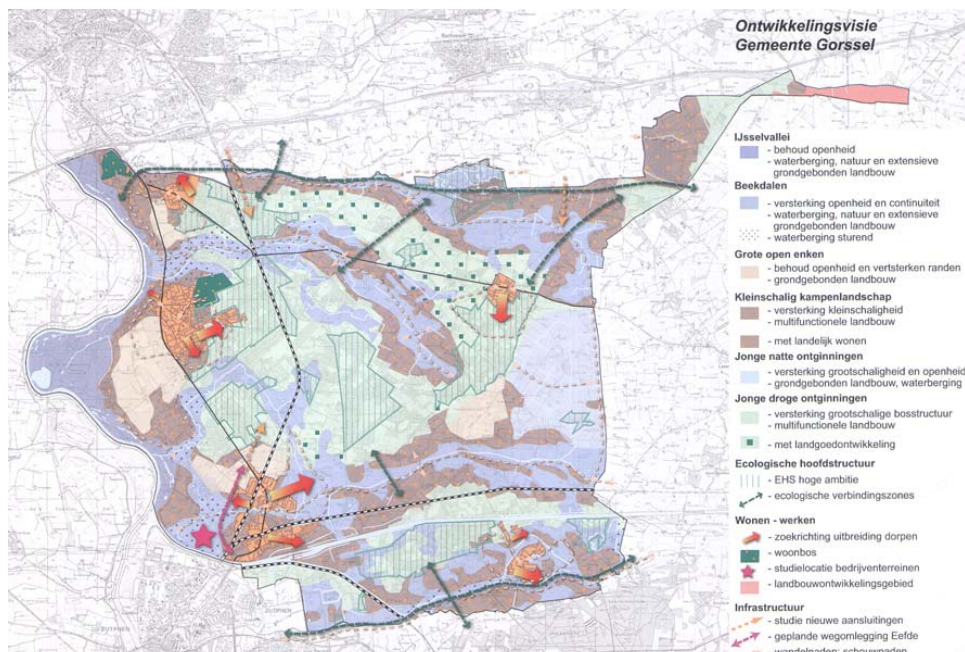 Ontwikkelingsvisie
Gemeente Gorssel
IJsselvallei
- behoud openheid
- waterberging, natuur en extensieve
grondgebonden landbouw
Beekdalen
- versterking openheid en continuiteit
- waterberging, natuur en extensieve
grondgebonden landbouw
- waterberging sturend
Grote open enken
- behoud openheid en vertsterken randen
- grondgebonden landbouw
Kleinschalig kampenlandschap
- versterking kleinschaligheid
- multifunctionele landbouw
- met landelijk wonen
Jonge natte ontginningen
- versterking grootschaligheid en openheid
- grondgebonden landbouw, waterberging
Jonge droge ontginningen
- versterking grootschalige bosstructuur
- multifunctionele landbouw
- met landgoedontwikkeling
Ecologische hoofdstructuur
- EHS hoge ambitie
- ecologische verbindingszones
Wonen - werken
- zoekrichting uitbreiding dorpen
- woonbos
- studielocatie bedrijventerreinen
- landbouwontwikkelingsgebied
Infrastructuur
- studie nieuwe aansluitingen
- geplande wegomlegging Eefde
- wandelpaden; schouwpaden
ZUTPHEN
ZUTPHEN